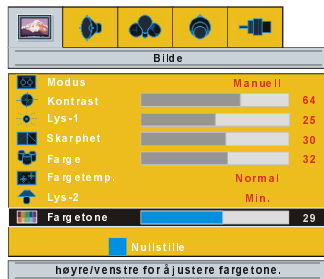 Bilde
Modus Manuell
Kontrast 64
Lys-1 25
Skarphet 30
Farge 32
Fargetemp. Normal
Lys-2 Min.
Fargetone 29
Nullstille
høyre/venstre for å justere fargetone.